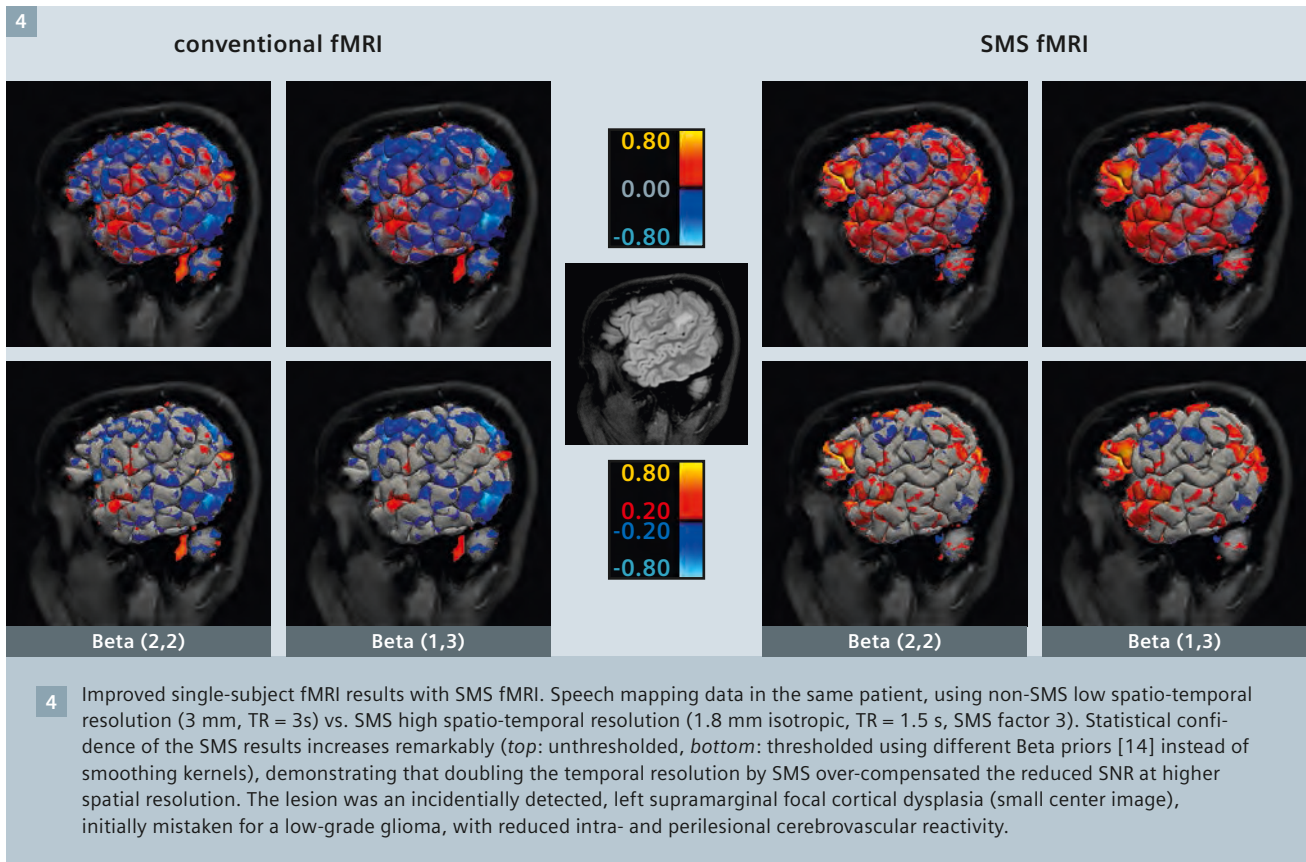 4
conventional fMRI
SMS fMRI
0.80
0.00
-0.80
0.80
0.20
-0.20
-0.80
Beta (2,2)
Beta (1,3)
Beta (2,2)
Beta (1,3)
4 Improved single-subject fMRI results with SMS fMRI. Speech mapping data in the same patient, using non-SMS low spatio-temporal
resolution (3 mm, TR = 3s) vs. SMS high spatio-temporal resolution (1.8 mm isotropic, TR = 1.5 s, SMS factor 3). Statistical confi-
dence of the SMS results increases remarkably (top: unthresholded, bottom: thresholded using different Beta priors [14] instead of
smoothing kernels), demonstrating that doubling the temporal resolution by SMS over-compensated the reduced SNR at higher
spatial resolution. The lesion was an incidentially detected, left supramarginal focal cortical dysplasia (small center image),
initially mistaken for a low-grade glioma, with reduced intra- and perilesional cerebrovascular reactivity.